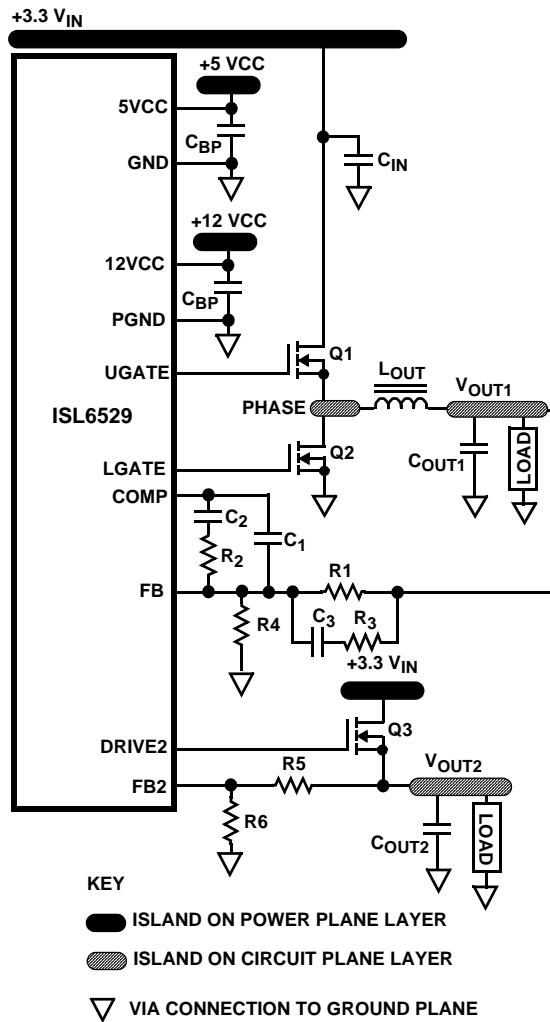 +3.3 VIN
+5 VCC
5VCC
CBP
GND
CIN
+12 VCC
12VCC
CBP
PGND
Q1
UGATE
LOUT
VOUT1
PHASE
ISL6529
Q2
COUT1
LOAD
LGATE
COMP
C2
C1
R2
FB
R1
R4
C3
R3
+3.3 VIN
Q3
DRIVE2
VOUT2
R5
FB2
R6
COUT2
LOAD
KEY
ISLAND ON POWER PLANE LAYER
ISLAND ON CIRCUIT PLANE LAYER
VIA CONNECTION TO GROUND PLANE